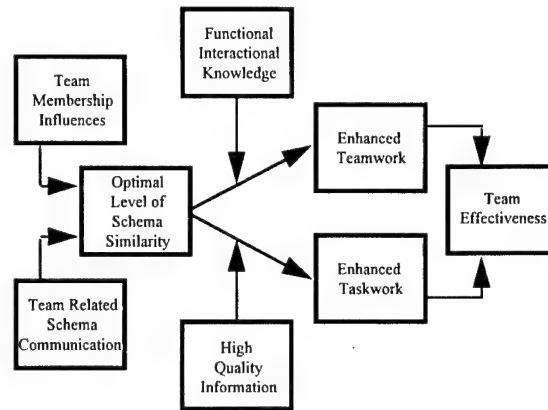 Functional
Interactional
Knowledge
Team
Membership
Influences
Enhanced
Teamwork
Optimal
Level of
Schema
Similarity
Team
Effectiveness
Team Related
Schema
Communication
Enhanced
Taskwork
High
Quality
Information